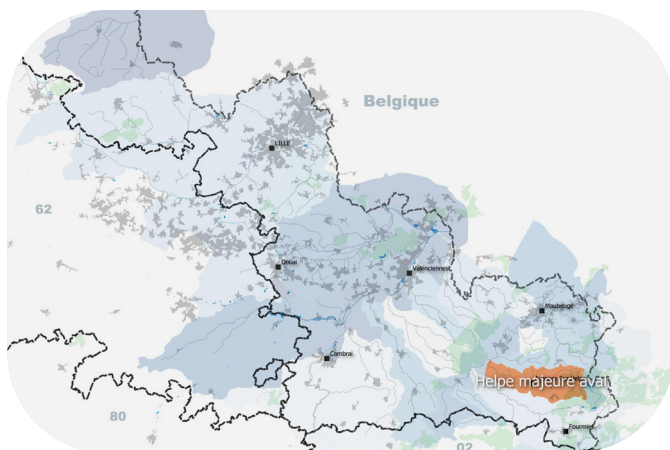 Belgique
LILLE
62
Douai
Valenciennes
Maubeuge
Cambrai
Helpe majeure aval
80
Fourmies
02